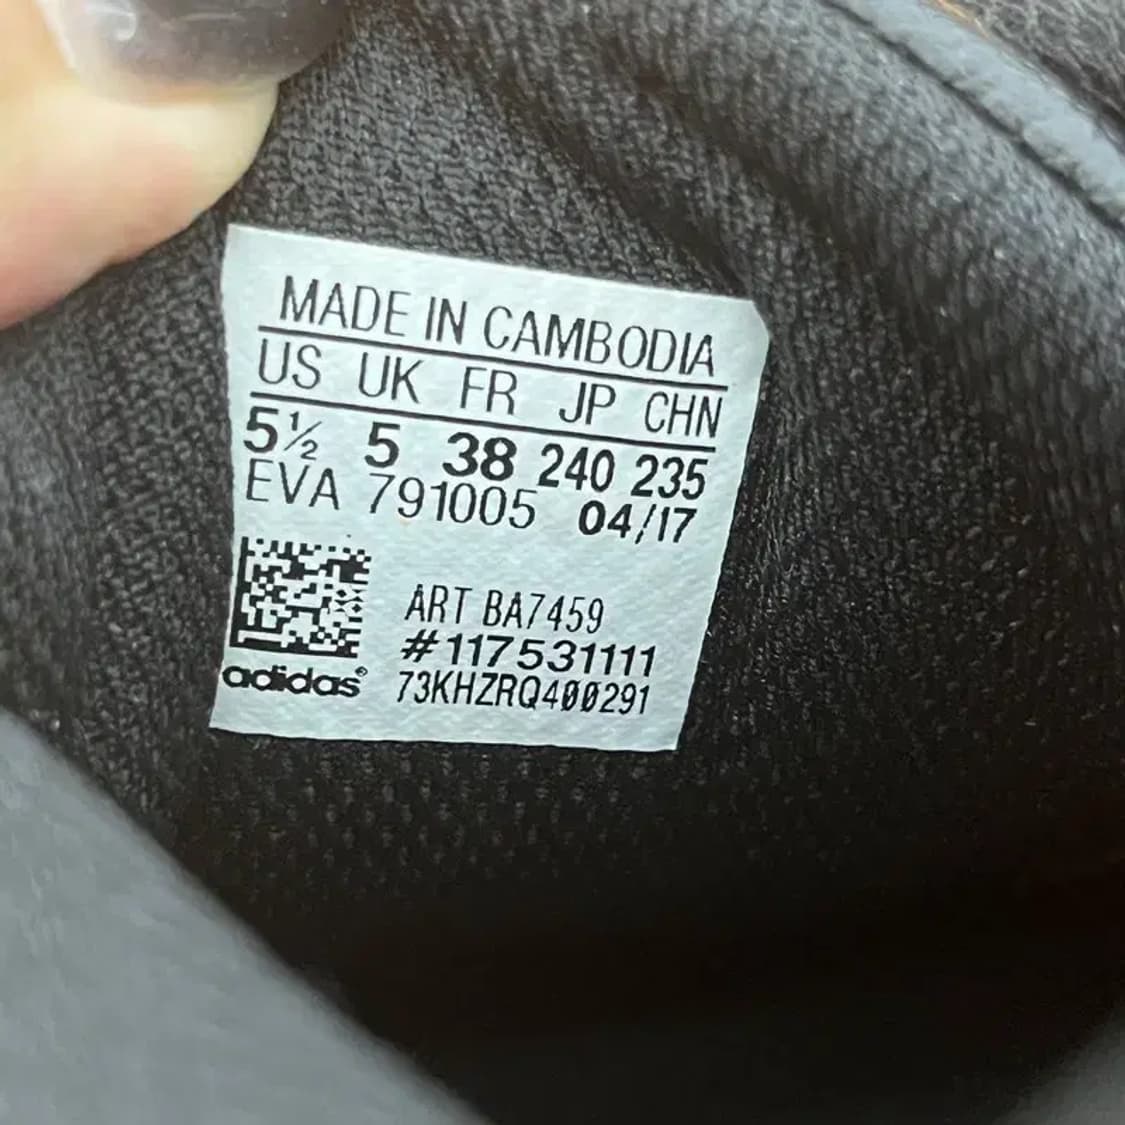 MADE IN CAMBODIA
US UK FR JP CHN
5½ 5 38 240 235
EVA 791005 04/17
ART BA7459
#117531111
adidas® 73KHZRQ400291